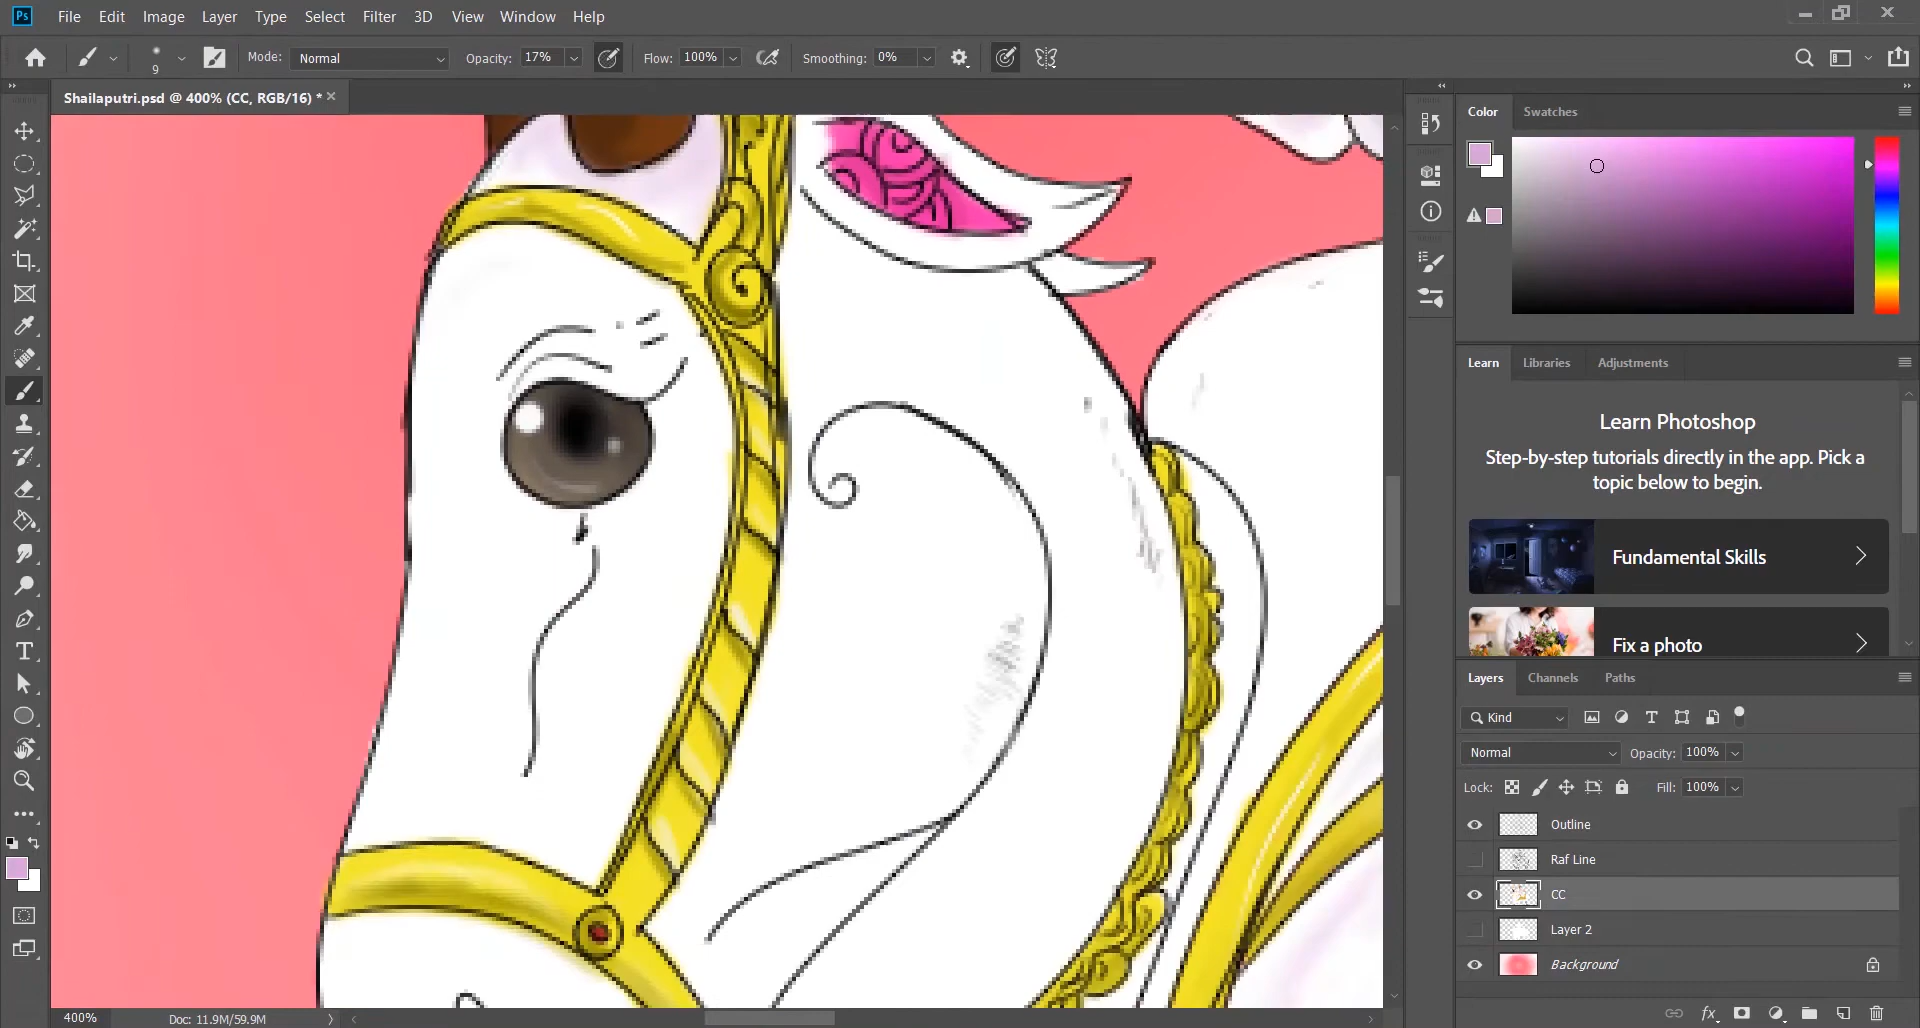 Ps File Edit Image Layer Type Select Filter 3D View Window Help
9 Mode: Normal Opacity: 17% Flow: 100% Smoothing: 0%
Shailaputri.psd @ 400% (CC, RGB/16) *
Color Swatches
Learn Libraries Adjustments
Learn Photoshop
Step-by-step tutorials directly in the app. Pick a
topic below to begin.
Fundamental Skills
Fix a photo
Layers Channels Paths
Kind
Normal Opacity: 100%
Lock: Fill: 100%
Outline
Raf Line
CC
Layer 2
Background
fx
400% Doc: 11.9M/59.9M